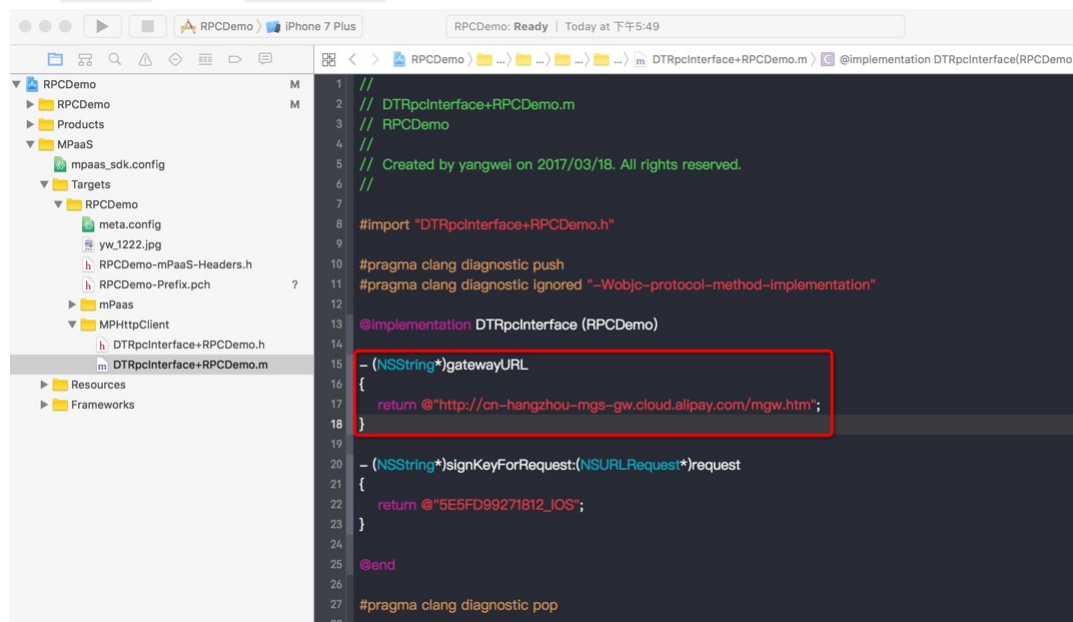 RPCDemo
iPhone 7 Plus
RPCDemo: Ready | Today at 下午5:49
RPCDemo
...
...
...
...
DTRpcInterface+RPCDemo.m
@implementation DTRpcInterface(RPCDemo
RPCDemo M
RPCDemo M
Products
MPaaS
mpaas_sdk.config
Targets
RPCDemo
meta.config
yw_1222.jpg
RPCDemo-mPaaS-Headers.h
RPCDemo-Prefix.pch ?
mPaas
MPHttpClient
DTRpcInterface+RPCDemo.h
DTRpcInterface+RPCDemo.m
Resources
Frameworks
1 //
2 // DTRpcInterface+RPCDemo.m
3 // RPCDemo
4 //
5 // Created by yangwei on 2017/03/18. All rights reserved.
6 //
7
8 #import "DTRpcInterface+RPCDemo.h"
9
10 #pragma clang diagnostic push
11 #pragma clang diagnostic ignored "-Wobjc-protocol-method-implementation"
12
13 @implementation DTRpcInterface (RPCDemo)
14
15 - (NSString*)gatewayURL
16 {
17 return @"http://cn-hangzhou-mgs-gw.cloud.alipay.com/mgw.htm";
18 }
19
20 - (NSString*)signKeyForRequest:(NSURLRequest*)request
21 {
22 return @"5E5FD99271812_IOS";
23 }
24
25 @end
26
27 #pragma clang diagnostic pop